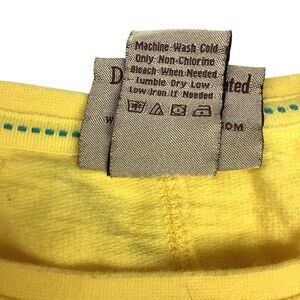 Machine Wash Cold
Only Non-Chlorine
Bleach When Needed
Tumble Dry Low
Low Iron If Needed